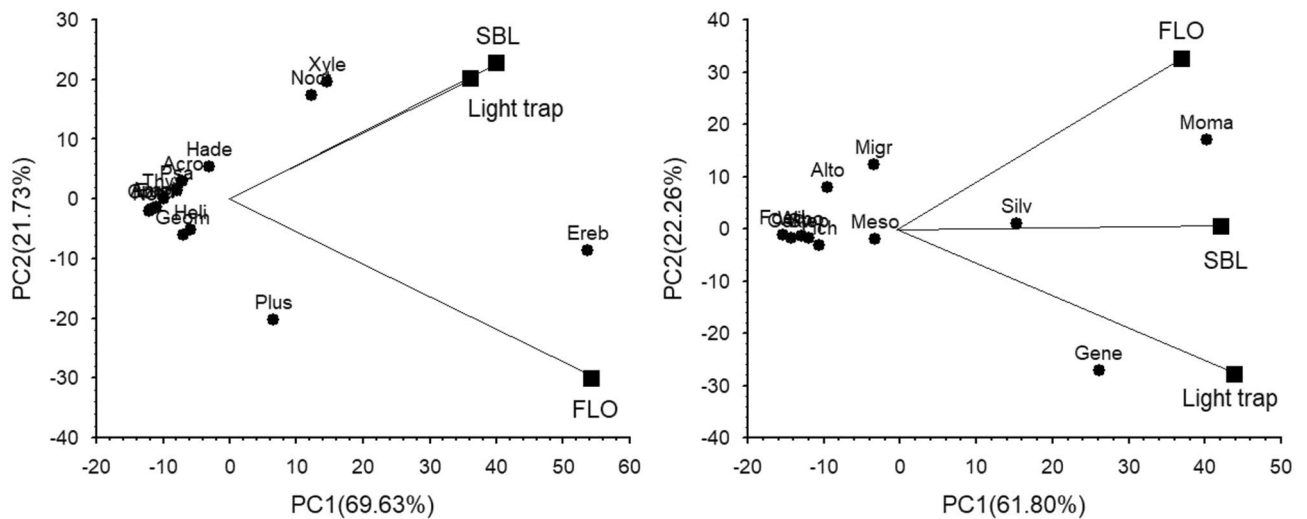 30
20
10
0
-10
-20
-30
-40
PC2(21.73%)
SBL
Xyle
Noct
Light trap
Hade
Acro
Psa
Thy
Heli
Geom
Ereb
Plus
FLO
-20 -10 0 10 20 30 40 50 60
PC1(69.63%)
40
30
20
10
0
-10
-20
-30
-40
PC2(22.26%)
FLO
Moma
Migr
Alto
Silv
Meso
SBL
Gene
Light trap
-20 -10 0 10 20 30 40 50
PC1(61.80%)